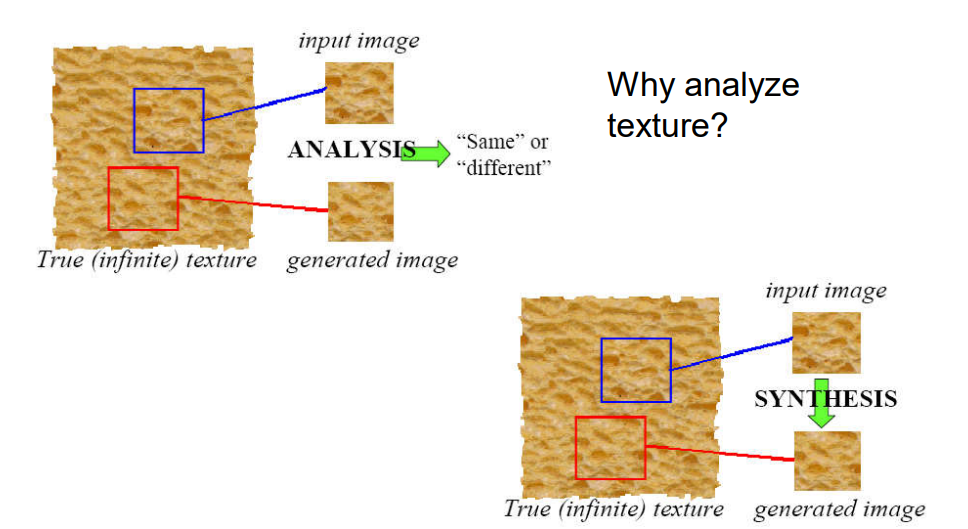 input image
Why analyze
texture?
ANALYSIS
“Same” or
“different”
True (infinite) texture
generated image
input image
SYNTHESIS
True (infinite) texture
generated image